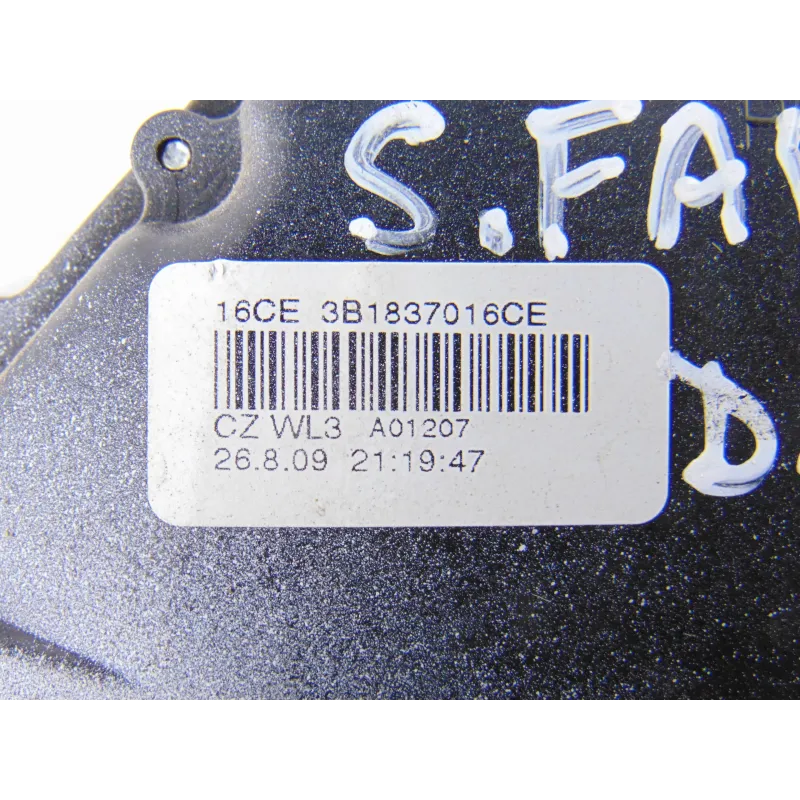 S.FA
16CE 3B1837016CE
CZ WL3 A01207
26.8.09 21:19:47
D.